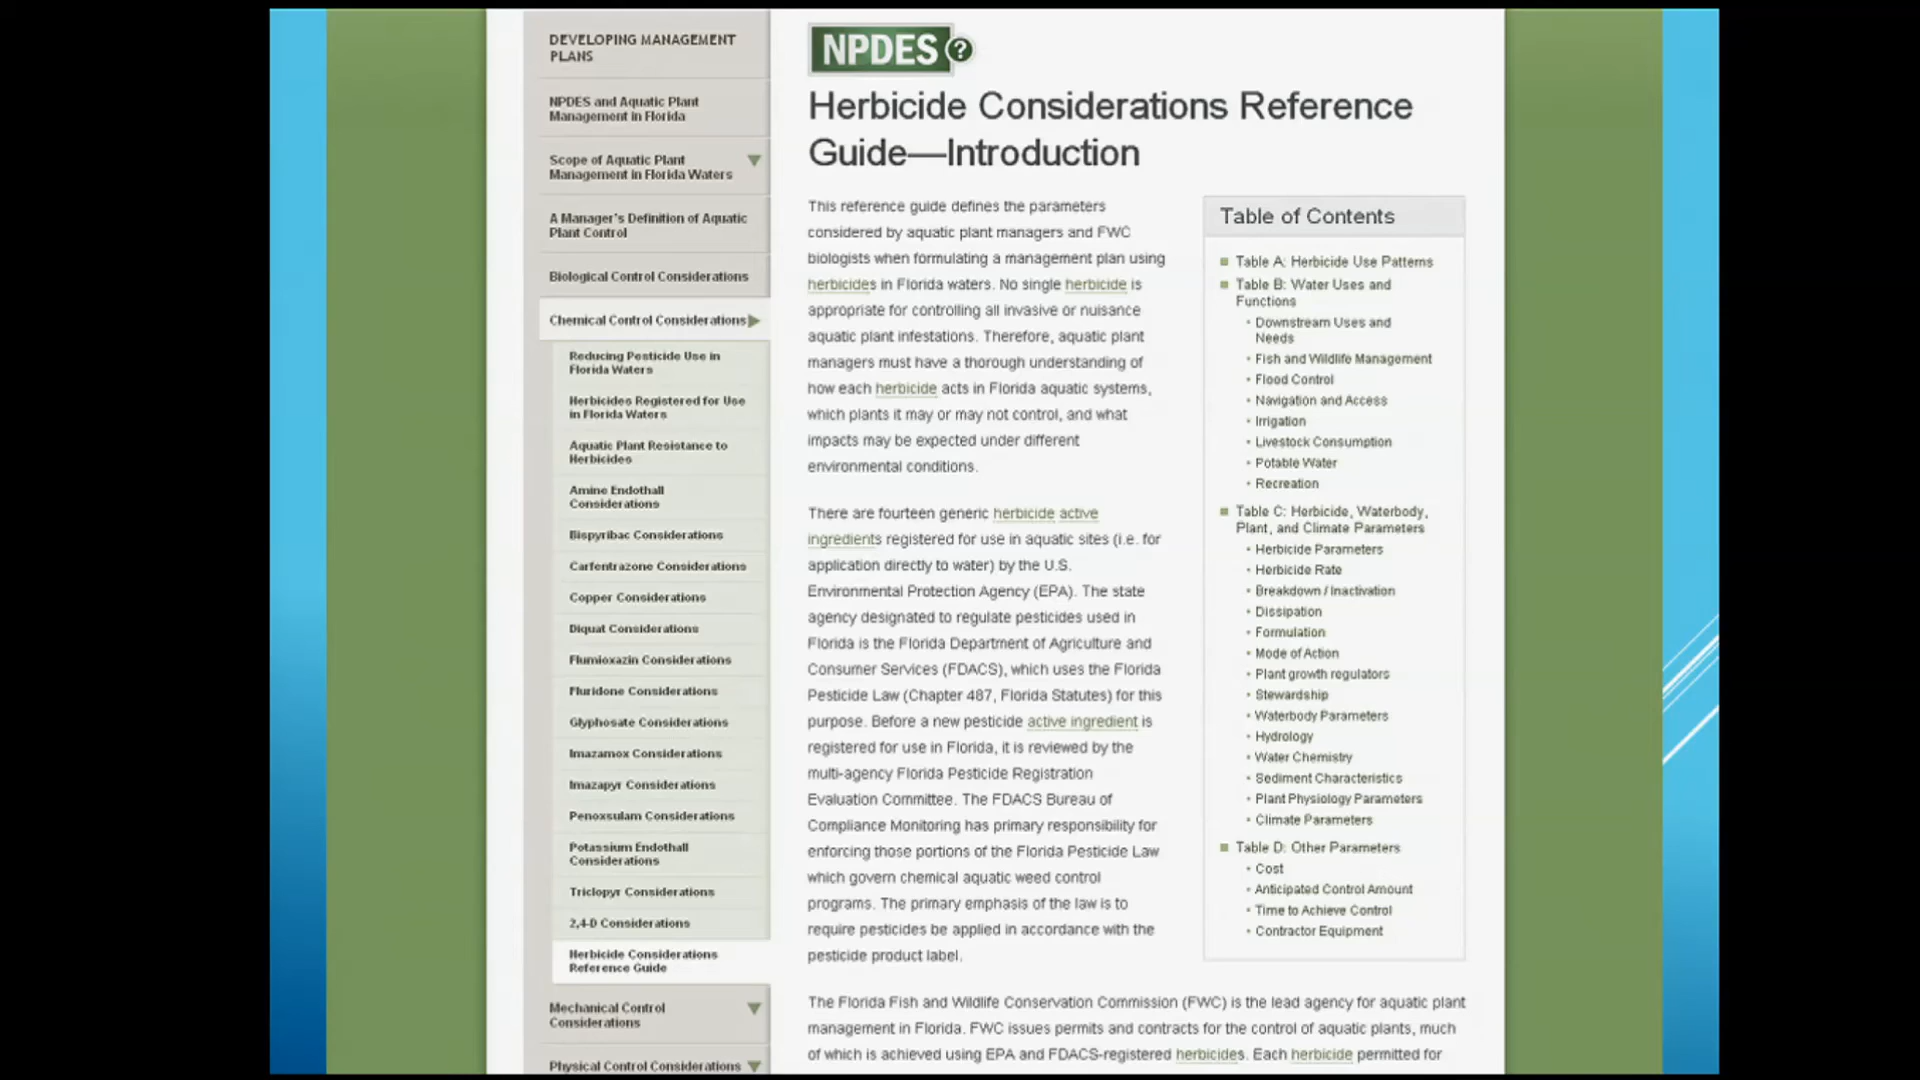 DEVELOPING MANAGEMENT
PLANS
NPDES and Aquatic Plant
Management in Florida
Scope of Aquatic Plant
Management in Florida Waters
A Manager's Definition of Aquatic
Plant Control
Biological Control Considerations
Chemical Control Considerations
Reducing Pesticide Use in
Florida Waters
Herbicides Registered for Use
in Florida Waters
Aquatic Plant Resistance to
Herbicides
Amine Endothall
Considerations
Bispyribac Considerations
Carfentrazone Considerations
Copper Considerations
Diquat Considerations
Flumioxazin Considerations
Fluridone Considerations
Glyphosate Considerations
Imazamox Considerations
Imazapyr Considerations
Penoxsulam Considerations
Potassium Endothall
Considerations
Triclopyr Considerations
2,4-D Considerations
Herbicide Considerations
Reference Guide
Mechanical Control
Considerations
Physical Control Considerations
NPDES ?
Herbicide Considerations Reference
Guide—Introduction
This reference guide defines the parameters
considered by aquatic plant managers and FWC
biologists when formulating a management plan using
herbicides in Florida waters. No single herbicide is
appropriate for controlling all invasive or nuisance
aquatic plant infestations. Therefore, aquatic plant
managers must have a thorough understanding of
how each herbicide acts in Florida aquatic systems,
which plants it may or may not control, and what
impacts may be expected under different
environmental conditions.
There are fourteen generic herbicide active
ingredients registered for use in aquatic sites (i.e. for
application directly to water) by the U.S.
Environmental Protection Agency (EPA). The state
agency designated to regulate pesticides used in
Florida is the Florida Department of Agriculture and
Consumer Services (FDACS), which uses the Florida
Pesticide Law (Chapter 487, Florida Statutes) for this
purpose. Before a new pesticide active ingredient is
registered for use in Florida, it is reviewed by the
multi-agency Florida Pesticide Registration
Evaluation Committee. The FDACS Bureau of
Compliance Monitoring has primary responsibility for
enforcing those portions of the Florida Pesticide Law
which govern chemical aquatic weed control
programs. The primary emphasis of the law is to
require pesticides be applied in accordance with the
pesticide product label.
The Florida Fish and Wildlife Conservation Commission (FWC) is the lead agency for aquatic plant
management in Florida. FWC issues permits and contracts for the control of aquatic plants, much
of which is achieved using EPA and FDACS-registered herbicides. Each herbicide permitted for
Table of Contents
Table A: Herbicide Use Patterns
Table B: Water Uses and
Functions
Downstream Uses and
Needs
Fish and Wildlife Management
Flood Control
Navigation and Access
Irrigation
Livestock Consumption
Potable Water
Recreation
Table C: Herbicide, Waterbody,
Plant, and Climate Parameters
Herbicide Parameters
Herbicide Rate
Breakdown / Inactivation
Dissipation
Formulation
Mode of Action
Plant growth regulators
Stewardship
Waterbody Parameters
Hydrology
Water Chemistry
Sediment Characteristics
Plant Physiology Parameters
Climate Parameters
Table D: Other Parameters
Cost
Anticipated Control Amount
Time to Achieve Control
Contractor Equipment